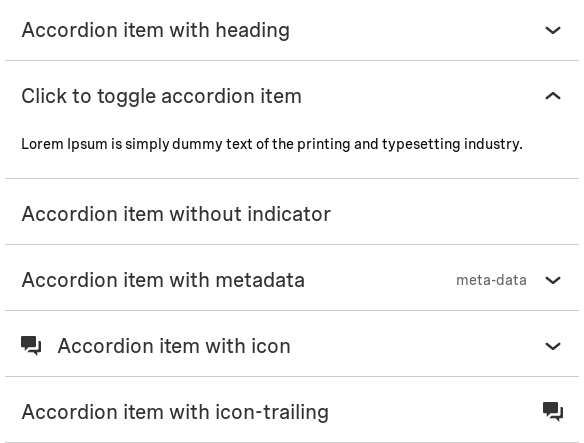 Accordion item with heading
Click to toggle accordion item
Lorem Ipsum is simply dummy text of the printing and typesetting industry.
Accordion item without indicator
Accordion item with metadata meta-data
Accordion item with icon
Accordion item with icon-trailing